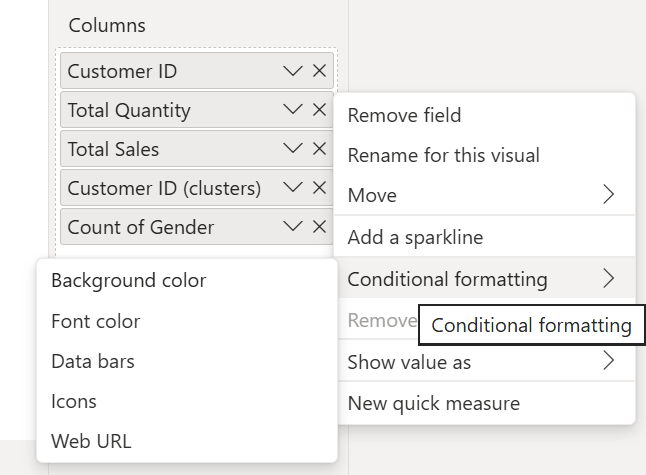 Columns
Customer ID
Total Quantity
Total Sales
Customer ID (clusters)
Count of Gender
Remove field
Rename for this visual
Move
Add a sparkline
Conditional formatting
Remove
Conditional formatting
Show value as
New quick measure
Background color
Font color
Data bars
Icons
Web URL